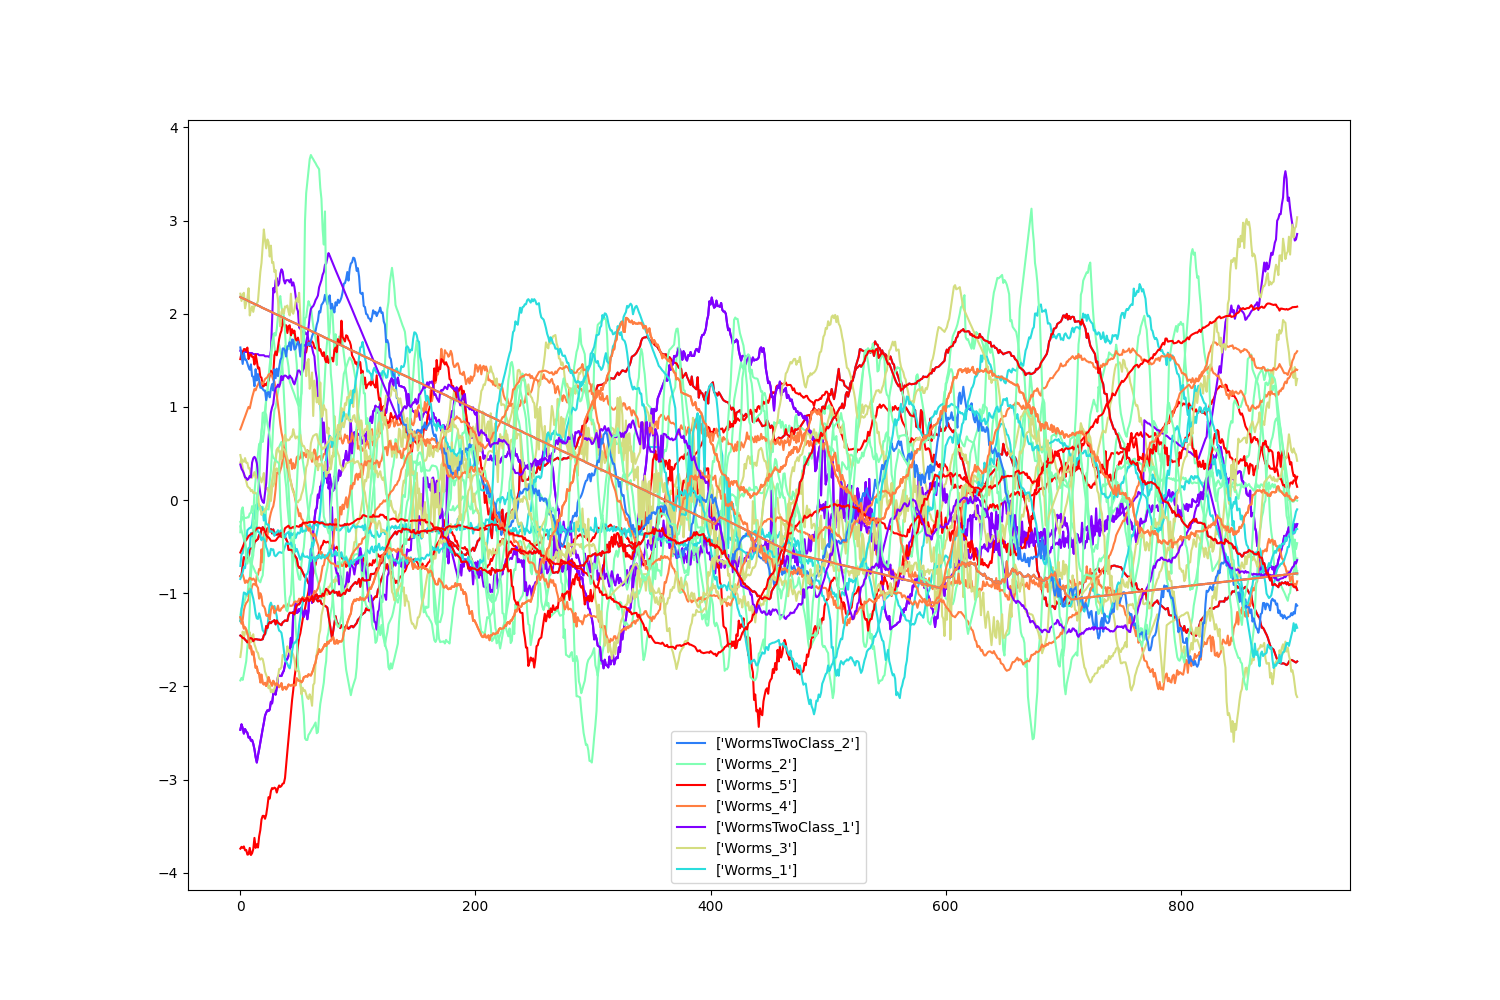 4
3
2
1
0
−1
−2
−3
−4
0 200 400 600 800
['WormsTwoClass_2']
['Worms_2']
['Worms_5']
['Worms_4']
['WormsTwoClass_1']
['Worms_3']
['Worms_1']